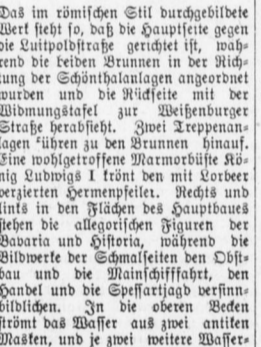 Das im römischen Stil durchgebildete
Werk steht so, daß die Hauptseite gegen
die Luitpoldstraße gerichtet ist, wäh-
rend die beiden Brunnen in der Rich-
tung der Schönthalanlagen angeordnet
wurden und die Rückseite mit der
Widmungstafel zur Weißenburger
Straße herabsieht. Zwei Treppenan-
lagen führen zu den Brunnen hinauf.
Eine wohlgetroffene Marmorbüste Kö-
nig Ludwigs I krönt den mit Lorbeer
verzierten Hermenpfeiler. Rechts und
links in den Flächen des Hauptbaues
stehen die allegorischen Figuren der
Bavaria und Historia, während die
Bildwerke der Schmalseiten den Obst-
bau und die Mainschifffahrt, den
Handel und die Spessartjagd versinn-
bildlichen. In die oberen Becken
strömt das Wasser aus zwei antiken
Masken, und je zwei weitere Wasser-